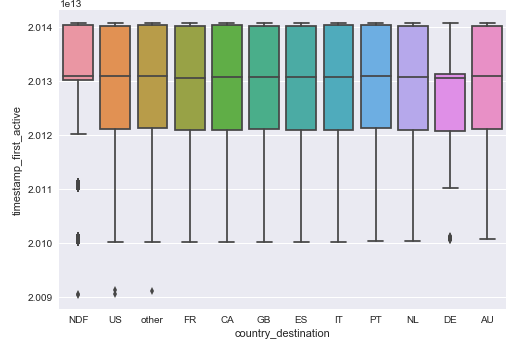 1e13
2.014
2.013
2.012
2.011
2.010
2.009
timestamp_first_active
NDF US other FR CA GB ES IT PT NL DE AU
country_destination